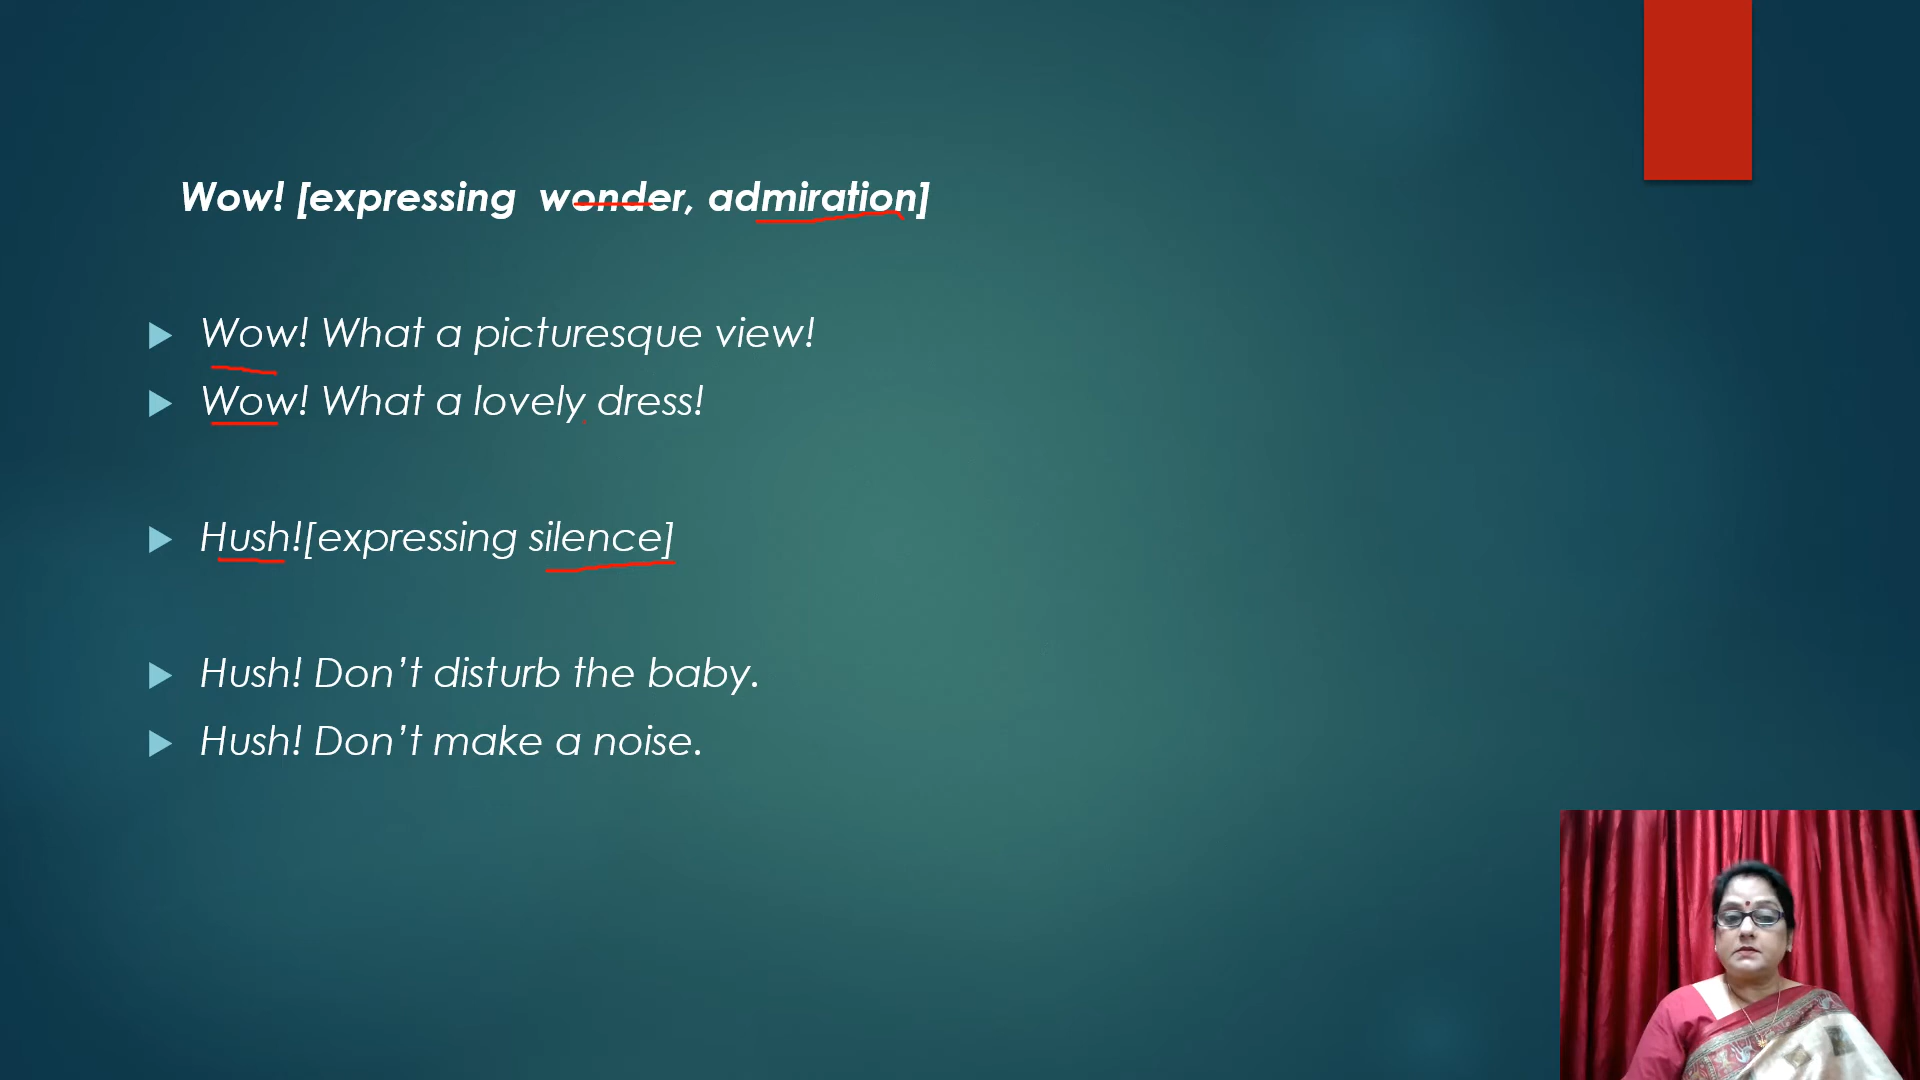 Wow! [expressing wonder, admiration]
Wow! What a picturesque view!
Wow! What a lovely dress!
Hush![expressing silence]
Hush! Don’t disturb the baby.
Hush! Don’t make a noise.